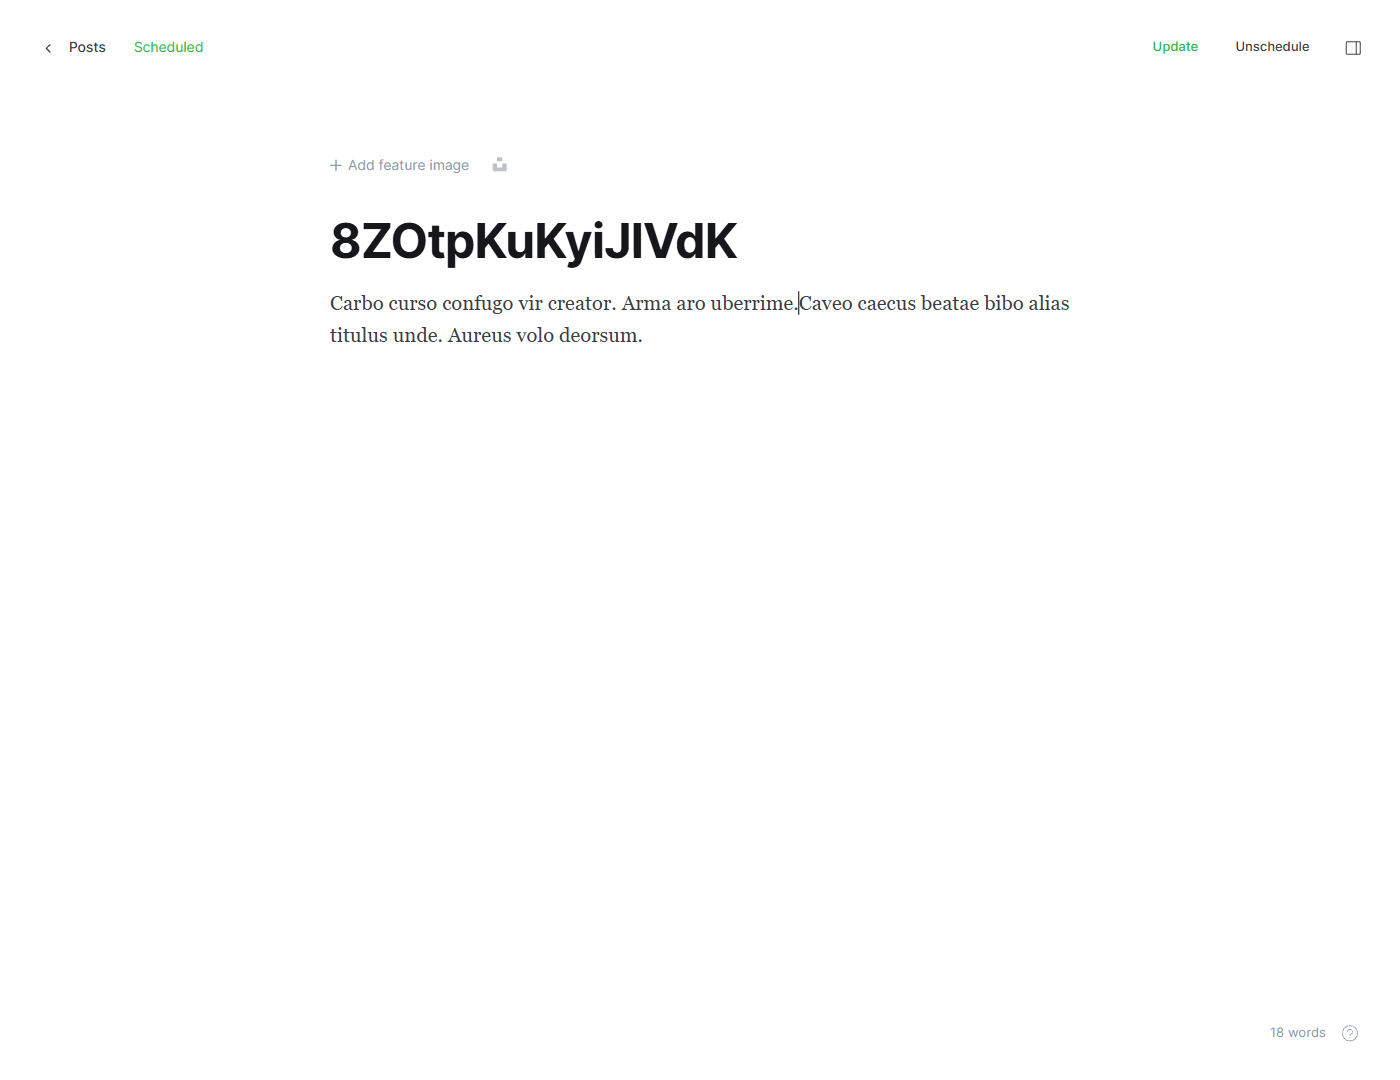 Posts Scheduled Update Unschedule
Add feature image
8ZOtpKuKyiJIVdK
Carbo curso confugo vir creator. Arma aro uberrime.Caveo caecus beatae bibo alias
titulus unde. Aureus volo deorsum.
18 words